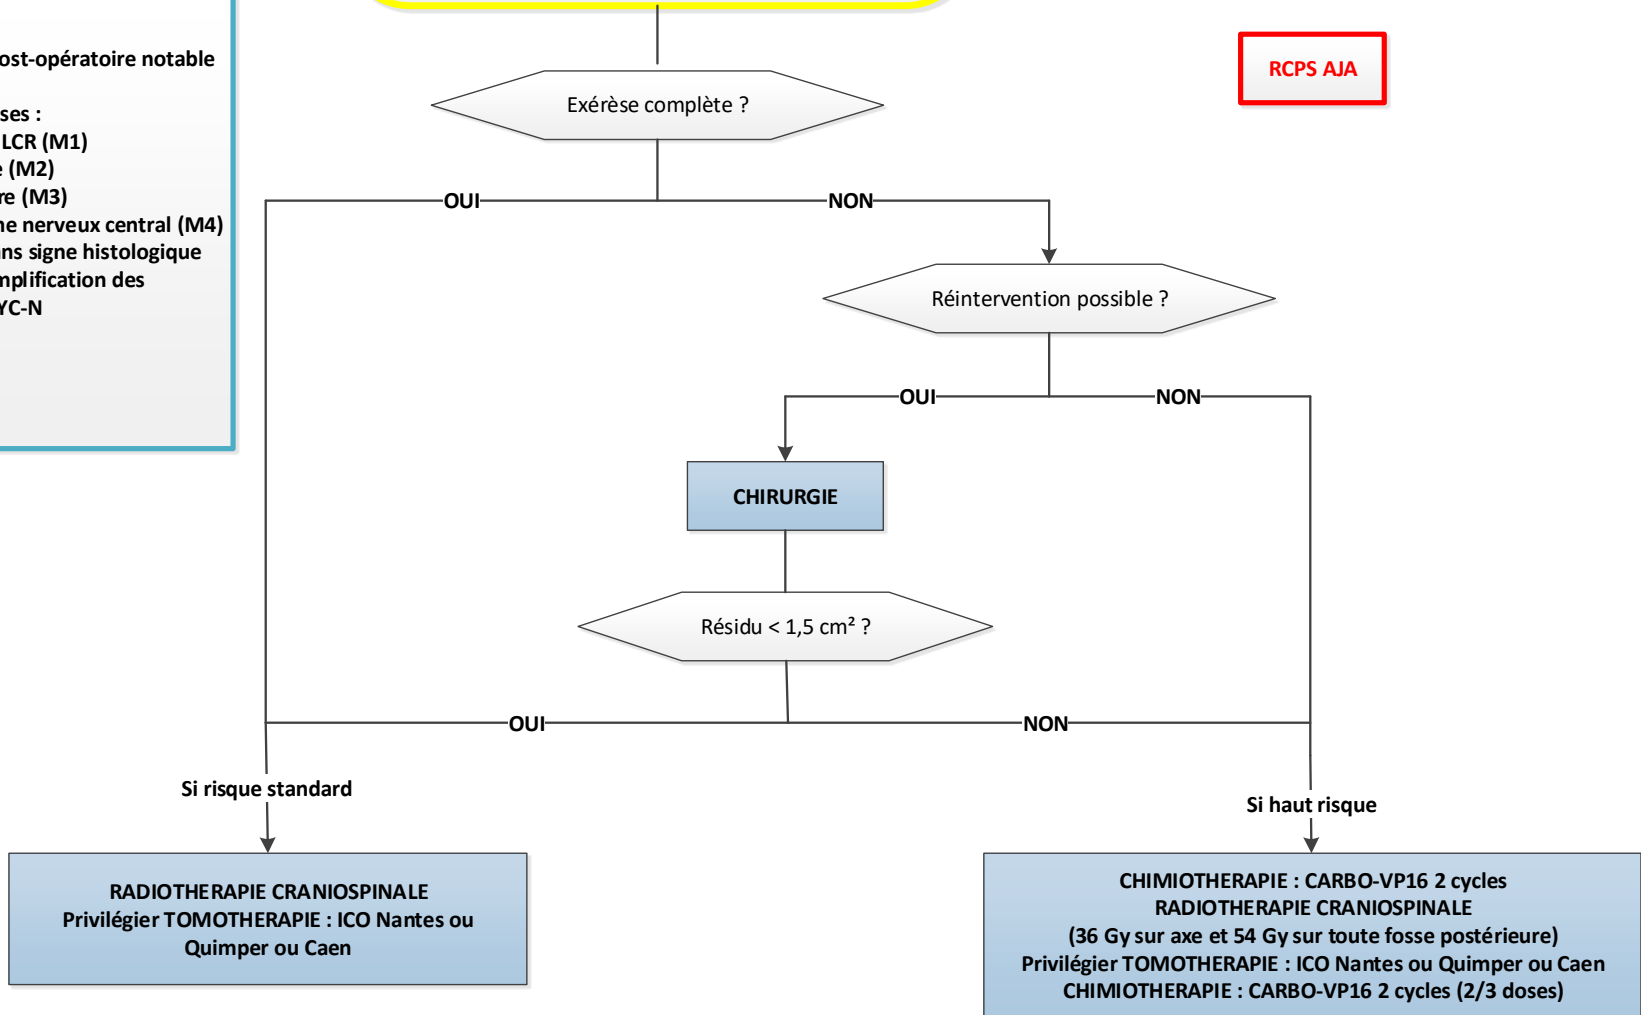 post-opératoire notable
ses :
LCR (M1)
e (M2)
re (M3)
ne nerveux central (M4)
ns signe histologique
mplification des
YC-N
RCPS AJA
Exérèse complète ?
OUI
NON
Réintervention possible ?
OUI
NON
CHIRURGIE
Résidu < 1,5 cm² ?
OUI
NON
Si risque standard
Si haut risque
RADIOTHERAPIE CRANIOSPINALE
Privilégier TOMOTHERAPIE : ICO Nantes ou
Quimper ou Caen
CHIMIOTHERAPIE : CARBO-VP16 2 cycles
RADIOTHERAPIE CRANIOSPINALE
(36 Gy sur axe et 54 Gy sur toute fosse postérieure)
Privilégier TOMOTHERAPIE : ICO Nantes ou Quimper ou Caen
CHIMIOTHERAPIE : CARBO-VP16 2 cycles (2/3 doses)